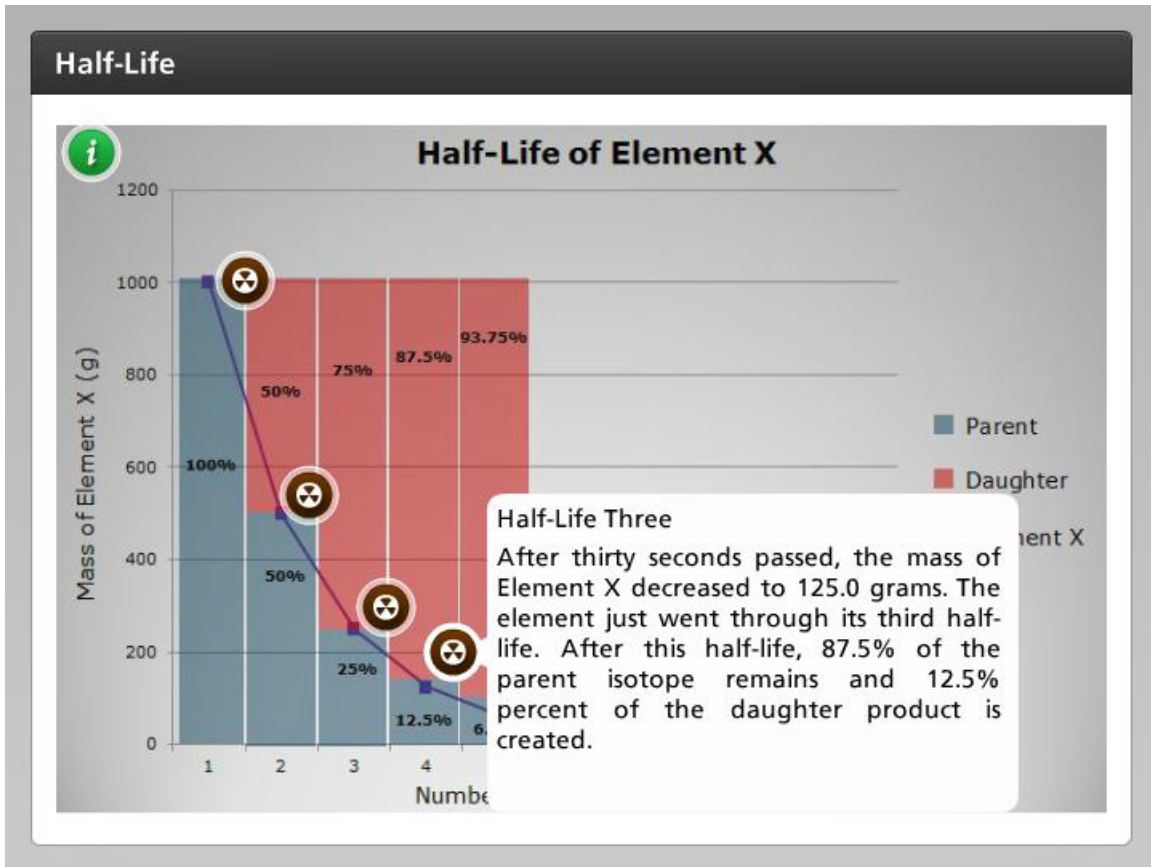 Half-Life
i
Half-Life of Element X
1200
1000
800
600
400
200
0
Mass of Element X (g)
100%
50%
50%
75%
25%
87.5%
12.5%
93.75%
6.
1
2
3
4
Numbe
Parent
Daughter
ment X
Half-Life Three
After thirty seconds passed, the mass of
Element X decreased to 125.0 grams. The
element just went through its third half-
life. After this half-life, 87.5% of the
parent isotope remains and 12.5%
percent of the daughter product is
created.